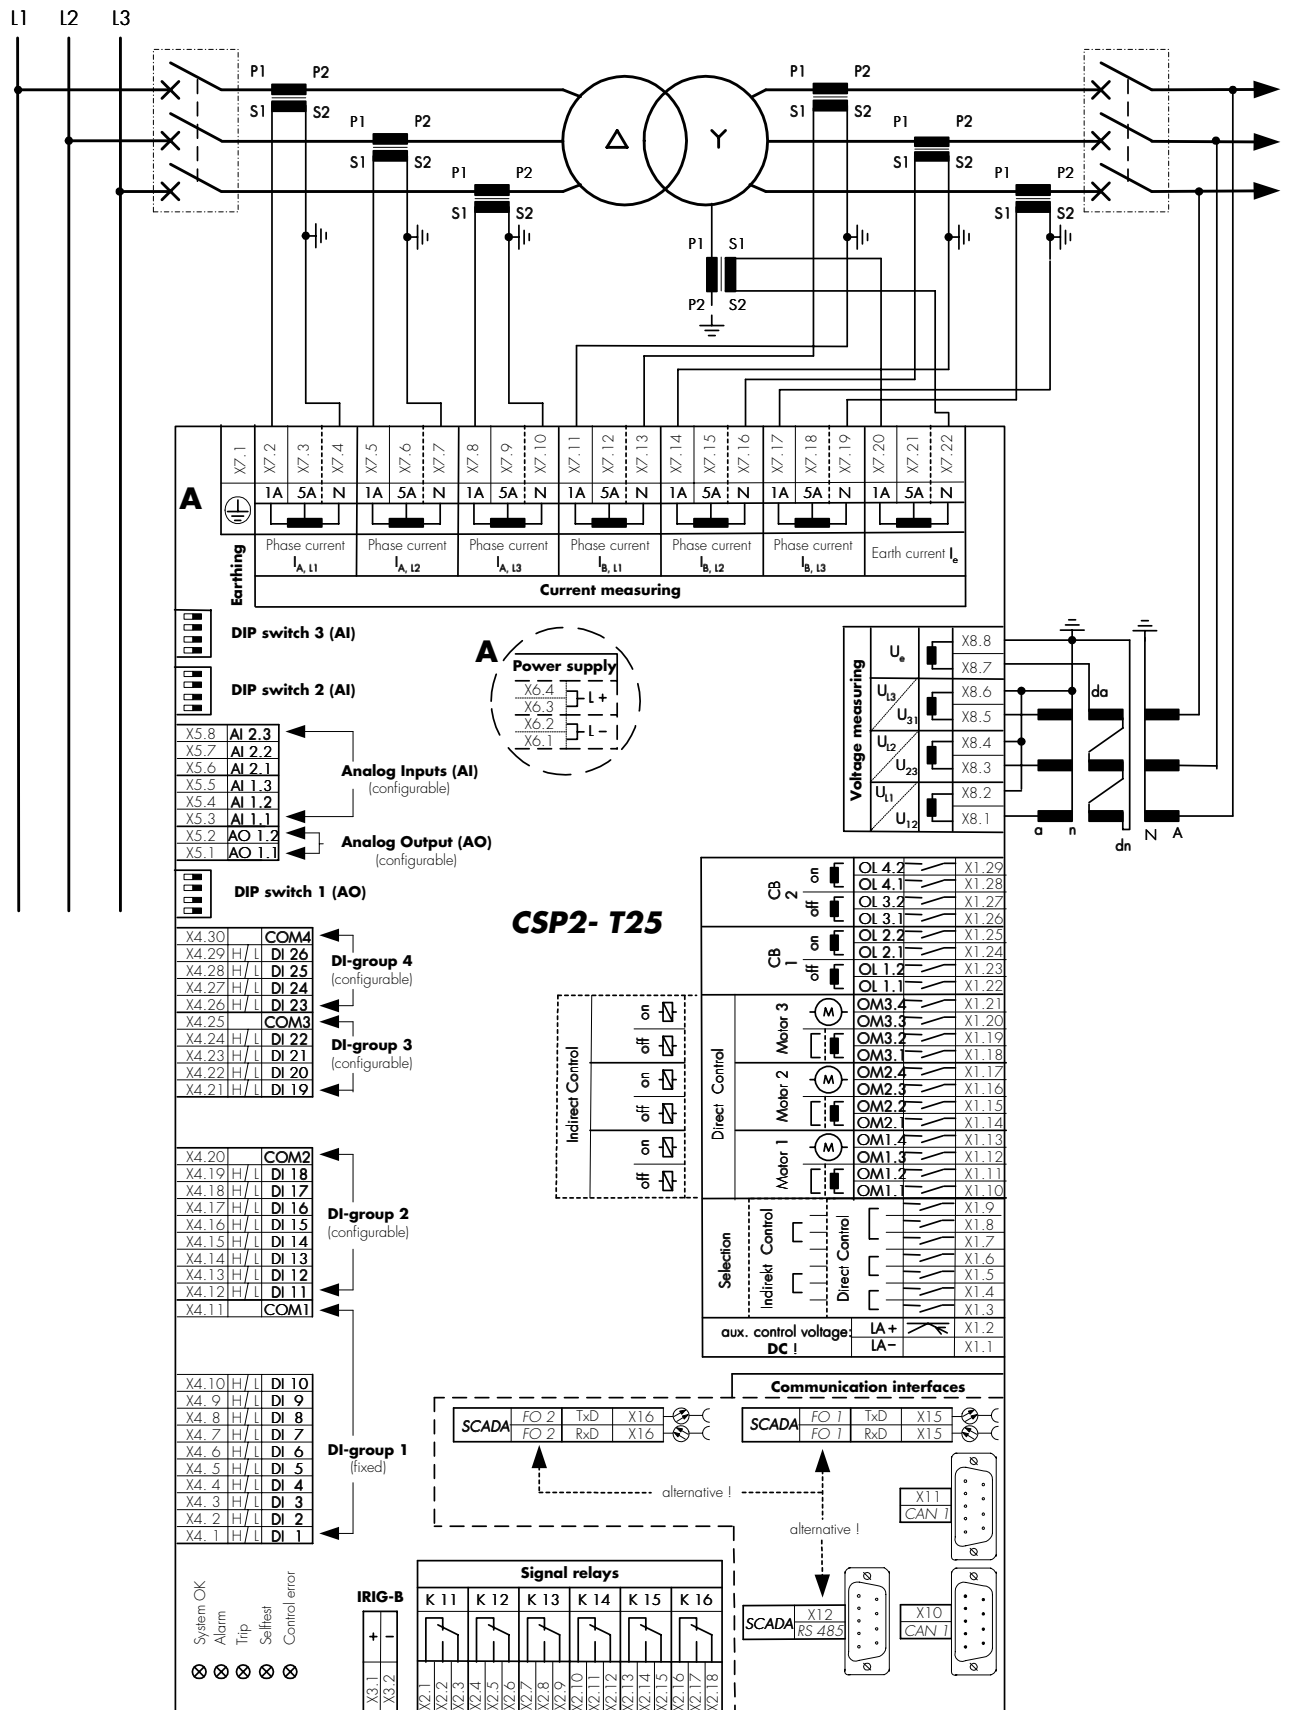 L1 L2 L3
P1 P2 P1 P2
S1 S2 S1 S2
P1 P2 P1 P2
S1 S2 S1 S2
P1 P2 P1 P2
S1 S2 S1 S2
Δ Y
P1 S1
P2 S2
X7.1 X7.2 X7.3 X7.4 X7.5 X7.6 X7.7 X7.8 X7.9 X7.10 X7.11 X7.12 X7.13 X7.14 X7.15 X7.16 X7.17 X7.18 X7.19 X7.20 X7.21 X7.22
A
1A 5A N 1A 5A N 1A 5A N 1A 5A N 1A 5A N 1A 5A N 1A 5A N
Phase current Phase current Phase current Phase current Phase current Phase current Earth current Ie
IA, L1 IA, L2 IA, L3 IB, L1 IB, L2 IB, L3
Earthing
Current measuring
DIP switch 3 (AI)
DIP switch 2 (AI)
A
Power supply
X6.4
X6.3
L +
X6.2
X6.1
L −
Voltage measuring
Ue X8.8
X8.7
UL3 X8.6
U31 X8.5
UL2 X8.4
U23 X8.3
UL1 X8.2
U12 X8.1
da
a n dn N A
X5.8 AI 2.3
X5.7 AI 2.2
X5.6 AI 2.1
X5.5 AI 1.3
X5.4 AI 1.2
X5.3 AI 1.1
X5.2 AO 1.2
X5.1 AO 1.1
Analog Inputs (AI)
(configurable)
Analog Output (AO)
(configurable)
DIP switch 1 (AO)
CSP2- T25
X4.30 COM4
X4.29 H/ L DI 26
X4.28 H/ L DI 25
X4.27 H/ L DI 24
X4.26 H/ L DI 23
X4.25 COM3
X4.24 H/ L DI 22
X4.23 H/ L DI 21
X4.22 H/ L DI 20
X4.21 H/ L DI 19
DI-group 4
(configurable)
DI-group 3
(configurable)
X4.20 COM2
X4.19 H/ L DI 18
X4.18 H/ L DI 17
X4.17 H/ L DI 16
X4.16 H/ L DI 15
X4.15 H/ L DI 14
X4.14 H/ L DI 13
X4.13 H/ L DI 12
X4.12 H/ L DI 11
X4.11 COM1
DI-group 2
(configurable)
X4.10 H/ L DI 10
X4. 9 H/ L DI 9
X4. 8 H/ L DI 8
X4. 7 H/ L DI 7
X4. 6 H/ L DI 6
X4. 5 H/ L DI 5
X4. 4 H/ L DI 4
X4. 3 H/ L DI 3
X4. 2 H/ L DI 2
X4. 1 H/ L DI 1
DI-group 1
(fixed)
CB 2 on off
CB 1 on off
OL 4.2 X1.29
OL 4.1 X1.28
OL 3.2 X1.27
OL 3.1 X1.26
OL 2.2 X1.25
OL 2.1 X1.24
OL 1.2 X1.23
OL 1.1 X1.22
Indirect Control
on
off
on
off
on
off
Direct Control
Motor 3 M
Motor 2 M
Motor 1 M
OM3.4 X1.21
OM3.3 X1.20
OM3.2 X1.19
OM3.1 X1.18
OM2.4 X1.17
OM2.3 X1.16
OM2.2 X1.15
OM2.1 X1.14
OM1.4 X1.13
OM1.3 X1.12
OM1.2 X1.11
OM1.1 X1.10
Selection
Indirekt Control
Direct Control
X1.9
X1.8
X1.7
X1.6
X1.5
X1.4
X1.3
aux. control voltage: LA + X1.2
DC ! LA− X1.1
Communication interfaces
SCADA FO 2 TxD X16
FO 2 RxD X16
SCADA FO 1 TxD X15
FO 1 RxD X15
alternative !
alternative !
X11
CAN 1
SCADA X12
RS 485
X10
CAN 1
System OK
Alarm
Trip
Selftest
Control error
IRIG-B
+ −
X3.1 X3.2
Signal relays
K 11 K 12 K 13 K 14 K 15 K 16
X2.1 X2.2 X2.3 X2.4 X2.5 X2.6 X2.7 X2.8 X2.9 X2.10 X2.11 X2.12 X2.13 X2.14 X2.15 X2.16 X2.17 X2.18